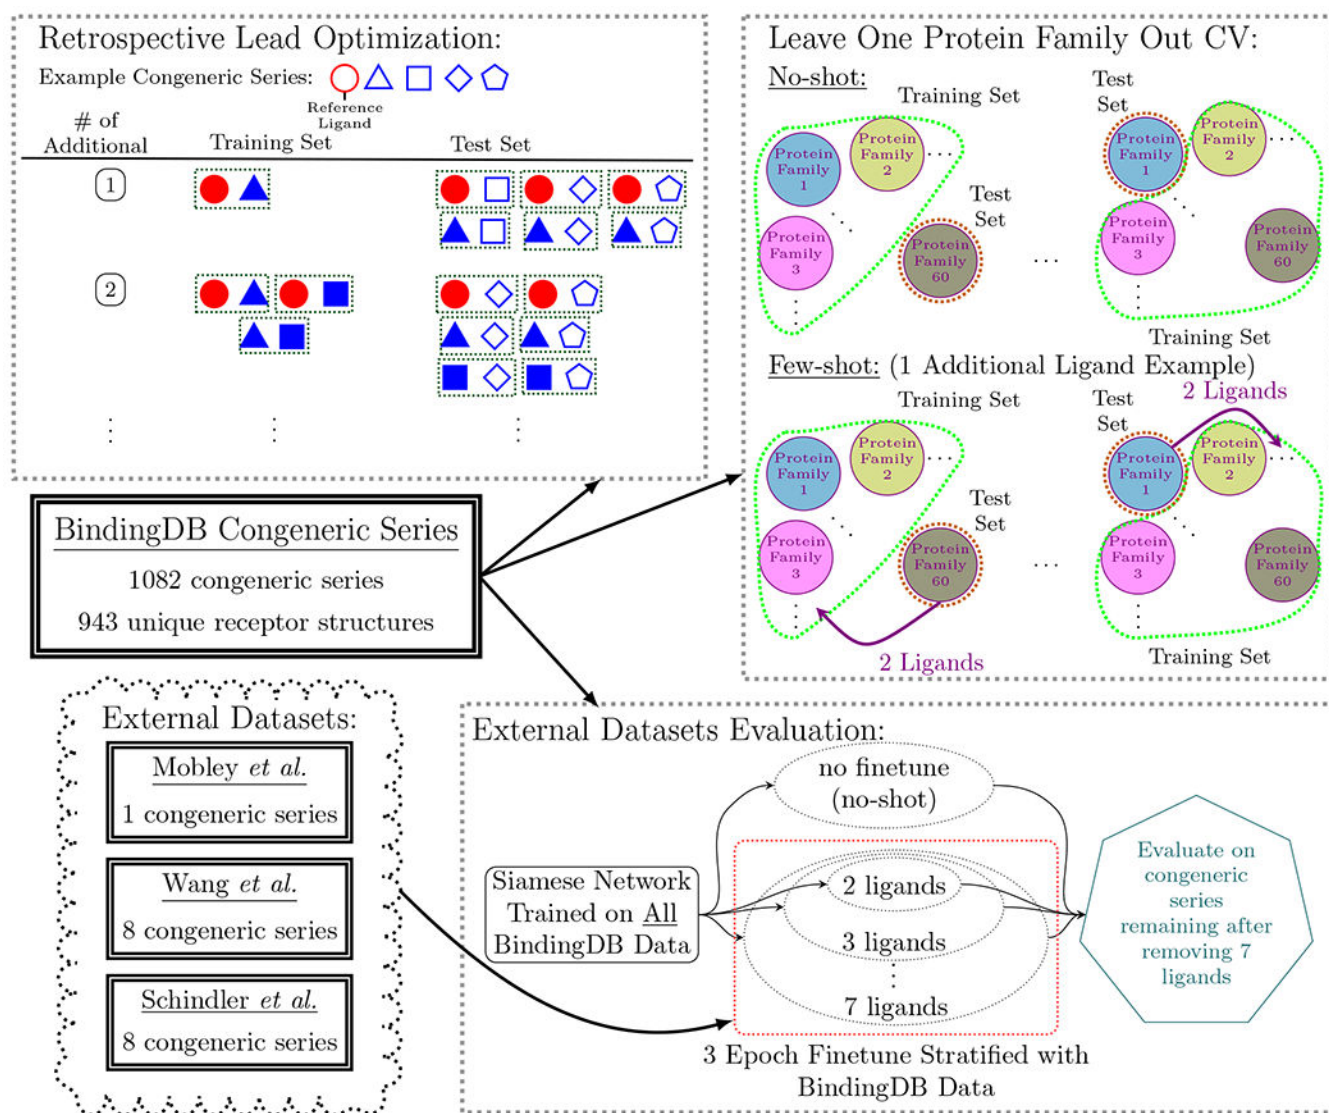 Retrospective Lead Optimization:
Example Congeneric Series:
Reference
Ligand
# of
Additional
Training Set
Test Set
1
2
Leave One Protein Family Out CV:
No-shot:
Training Set
Protein
Family
1
Protein
Family
2
Protein
Family
3
Test
Set
Protein
Family
60
Test
Set
Protein
Family
1
Protein
Family
2
Protein
Family
3
Protein
Family
60
Training Set
Few-shot: (1 Additional Ligand Example)
Training Set
Protein
Family
1
Protein
Family
2
Protein
Family
3
Test
Set
Protein
Family
60
2 Ligands
Test
Set
2 Ligands
Protein
Family
1
Protein
Family
2
Protein
Family
3
Protein
Family
60
Training Set
BindingDB Congeneric Series
1082 congeneric series
943 unique receptor structures
External Datasets:
Mobley et al.
1 congeneric series
Wang et al.
8 congeneric series
Schindler et al.
8 congeneric series
External Datasets Evaluation:
no finetune
(no-shot)
Siamese Network
Trained on All
BindingDB Data
2 ligands
3 ligands
7 ligands
3 Epoch Finetune Stratified with
BindingDB Data
Evaluate on
congeneric
series
remaining after
removing 7
ligands